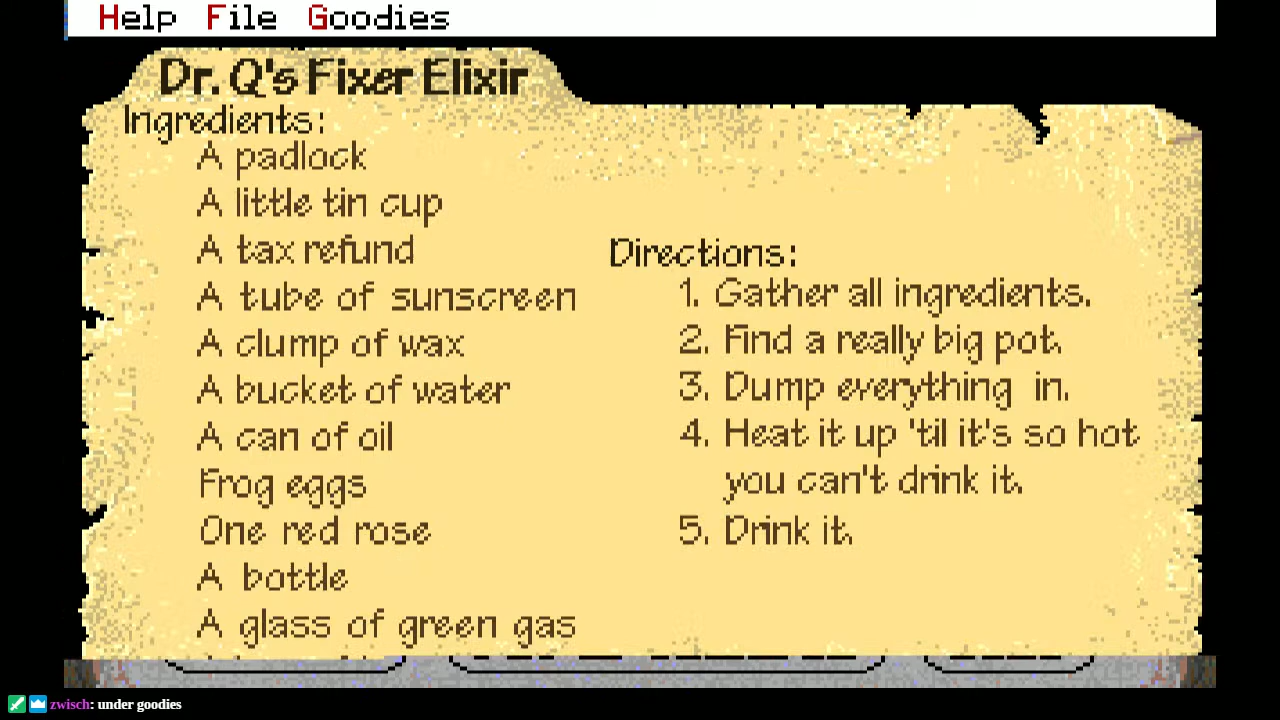 Help File Goodies
Dr. Q's Fixer Elixir
Ingredients:
A padlock
A little tin cup
A tax refund
A tube of sunscreen
A clump of wax
A bucket of water
A can of oil
Frog eggs
One red rose
A bottle
A glass of green gas
Directions:
1. Gather all ingredients.
2. Find a really big pot.
3. Dump everything in.
4. Heat it up 'til it's so hot
you can't drink it.
5. Drink it.
zwisch: under goodies